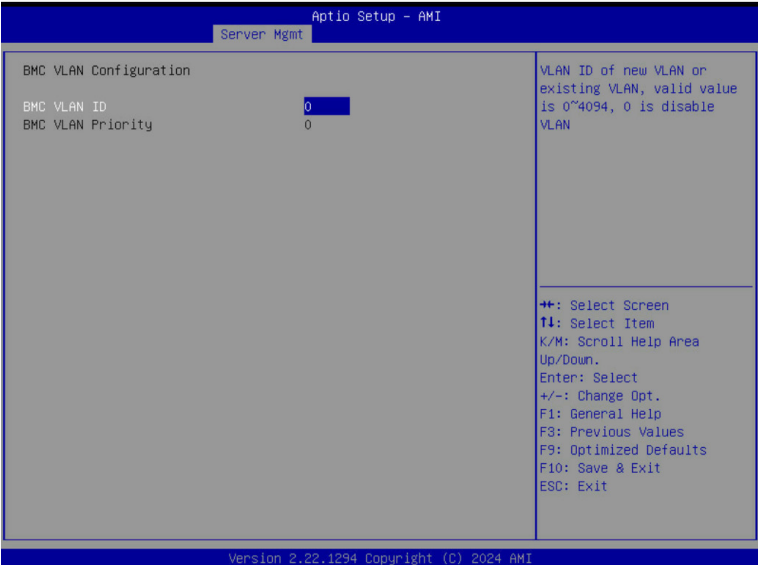 Aptio Setup – AMI
Server Mgmt
BMC VLAN Configuration
BMC VLAN ID 0
BMC VLAN Priority 0
VLAN ID of new VLAN or
existing VLAN, valid value
is 0~4094, 0 is disable
VLAN
→←: Select Screen
↑↓: Select Item
K/M: Scroll Help Area
Up/Down.
Enter: Select
+/-: Change Opt.
F1: General Help
F3: Previous Values
F9: Optimized Defaults
F10: Save & Exit
ESC: Exit
Version 2.22.1294 Copyright (C) 2024 AMI